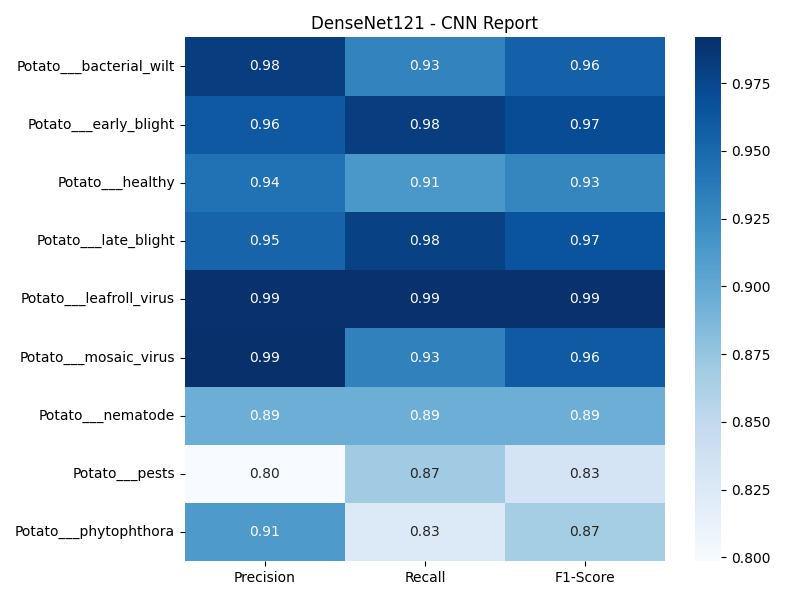 DenseNet121 - CNN Report
Potato___bacterial_wilt 0.98 0.93 0.96
Potato___early_blight 0.96 0.98 0.97
Potato___healthy 0.94 0.91 0.93
Potato___late_blight 0.95 0.98 0.97
Potato___leafroll_virus 0.99 0.99 0.99
Potato___mosaic_virus 0.99 0.93 0.96
Potato___nematode 0.89 0.89 0.89
Potato___pests 0.80 0.87 0.83
Potato___phytophthora 0.91 0.83 0.87
Precision Recall F1-Score
0.975
0.950
0.925
0.900
0.875
0.850
0.825
0.800